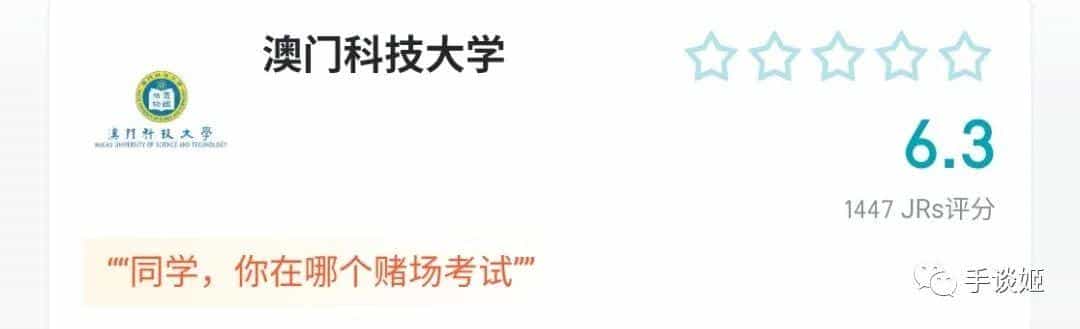 澳门科技大学
澳門科技大學
MACAU UNIVERSITY OF SCIENCE AND TECHNOLOGY
6.3
1447 JRs评分
““同学，你在哪个赌场考试””
手谈姬